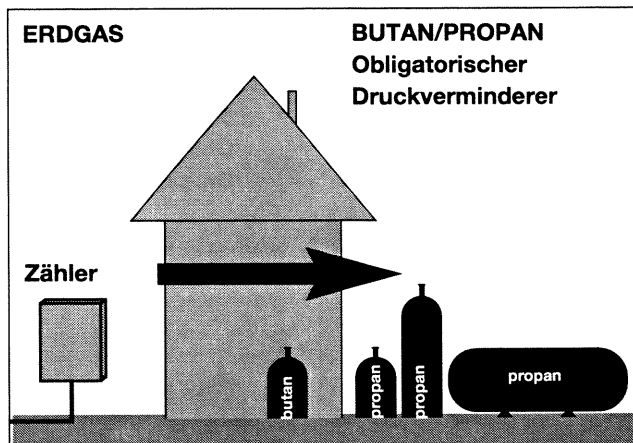 ERDGAS
BUTAN/PROPAN
Obligatorischer
Druckverminderer
Zähler
butan
propan
propan
propan